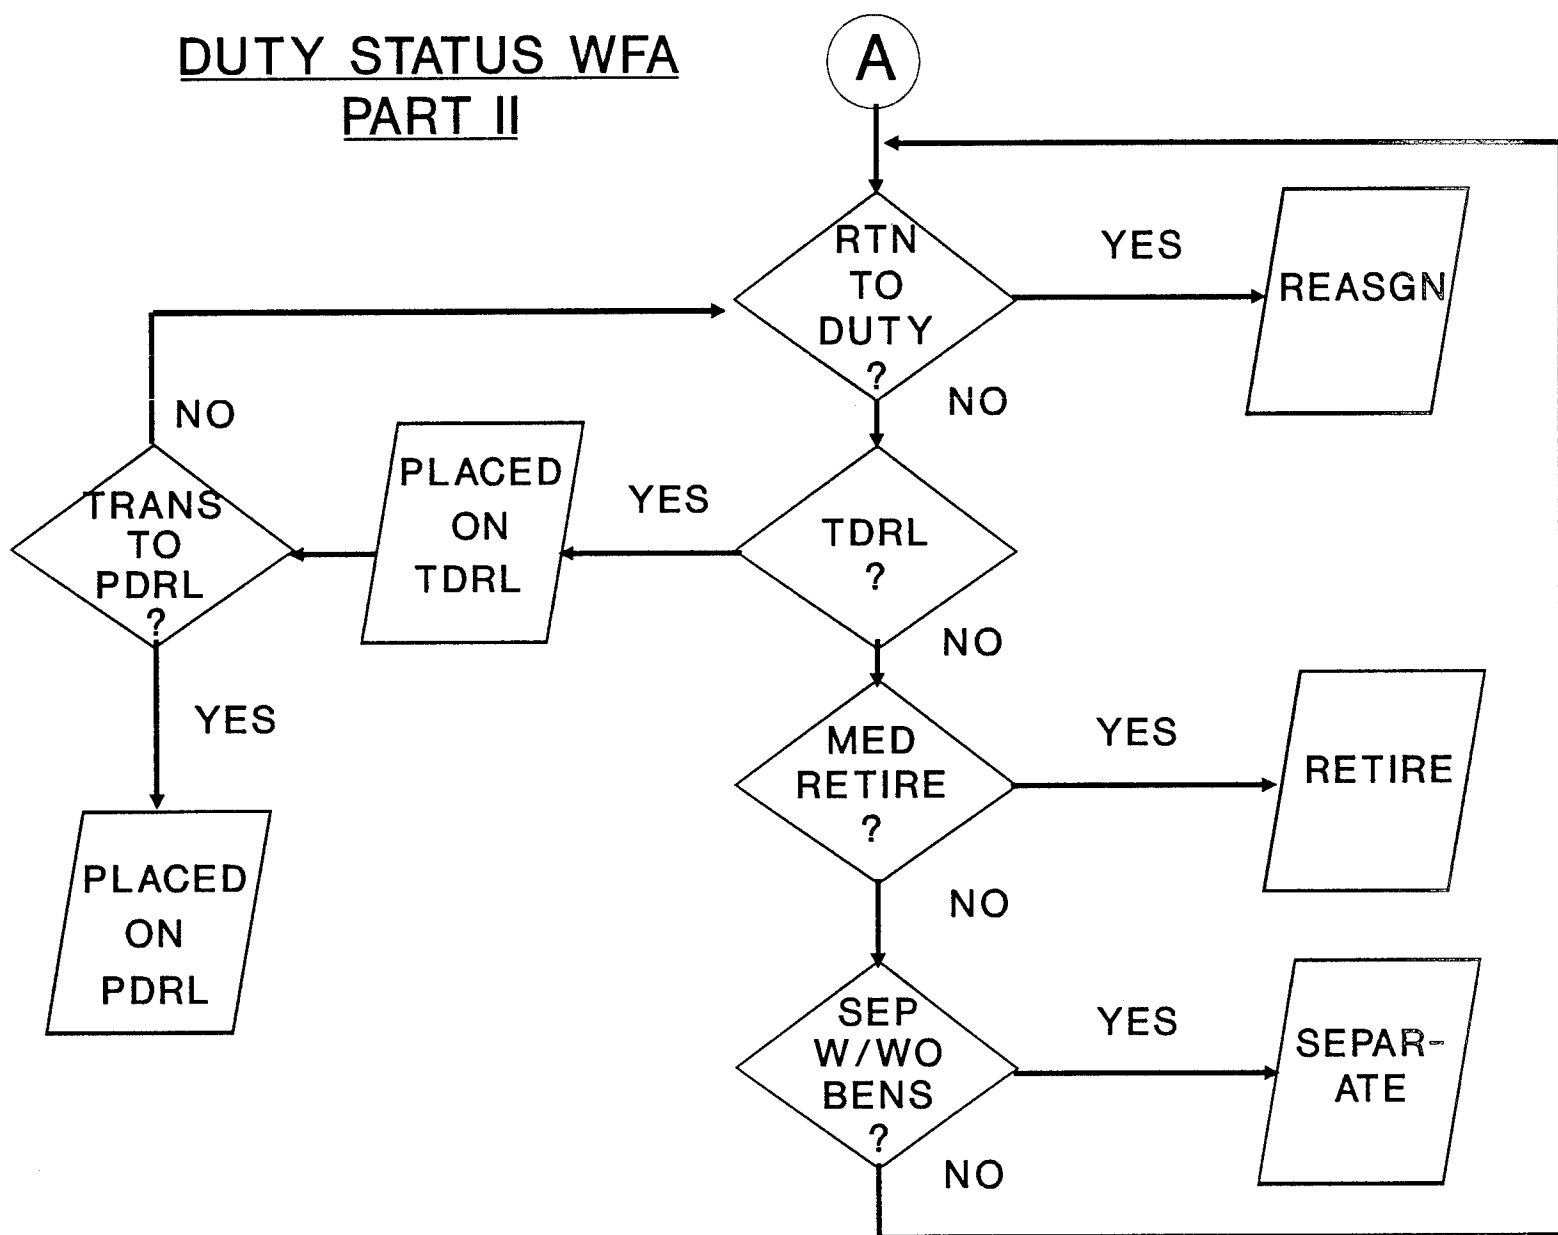 DUTY STATUS WFA
PART II
A
RTN
TO
DUTY
?
YES
REASGN
NO
NO
TRANS
TO
PDRL
?
PLACED
ON
TDRL
YES
TDRL
?
NO
YES
PLACED
ON
PDRL
MED
RETIRE
?
YES
RETIRE
NO
SEP
W/WO
BENS
?
YES
SEPAR-
ATE
NO